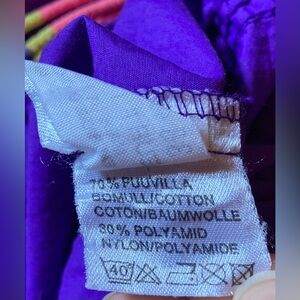 70% PUUVILLA
BOMULL/COTTON
COTON/BAUMWOLLE
30% POLYAMID
NYLON/POLYAMIDE
40